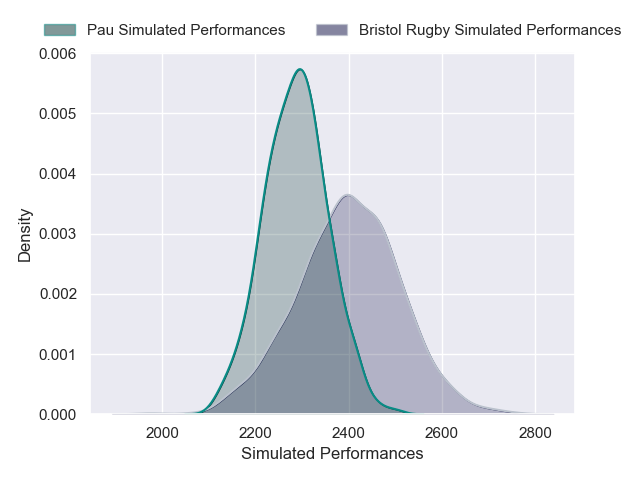 Pau Simulated Performances
Bristol Rugby Simulated Performances
0.006
0.005
0.004
0.003
0.002
0.001
0.000
Density
2000 2200 2400 2600 2800
Simulated Performances